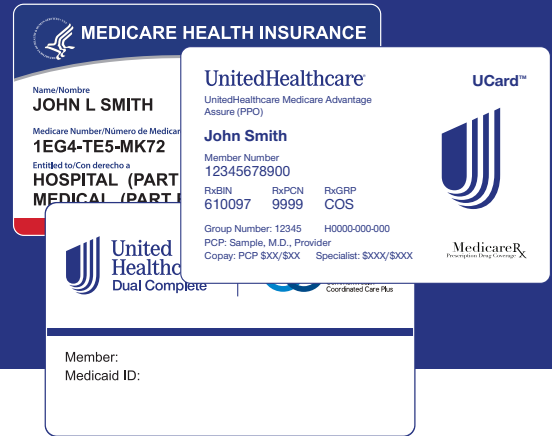 MEDICARE HEALTH INSURANCE
Name/Nombre
JOHN L SMITH
Medicare Number/Número de Medicar
1EG4-TE5-MK72
Entitled to/Con derecho a
HOSPITAL (PART
MEDICAL (PART
UnitedHealthcare
UCard™
UnitedHealthcare Medicare Advantage
Assure (PPO)
John Smith
Member Number
12345678900
RxBIN RxPCN RxGRP
610097 9999 COS
Group Number: 12345 H0000-000-000
PCP: Sample, M.D., Provider
Copay: PCP $XX/$XX Specialist: $XXX/$XXX
MedicareRx
Prescription Drug Coverage
United
Healthc
Dual Complete
Coordinated Care Plus
Member:
Medicaid ID: